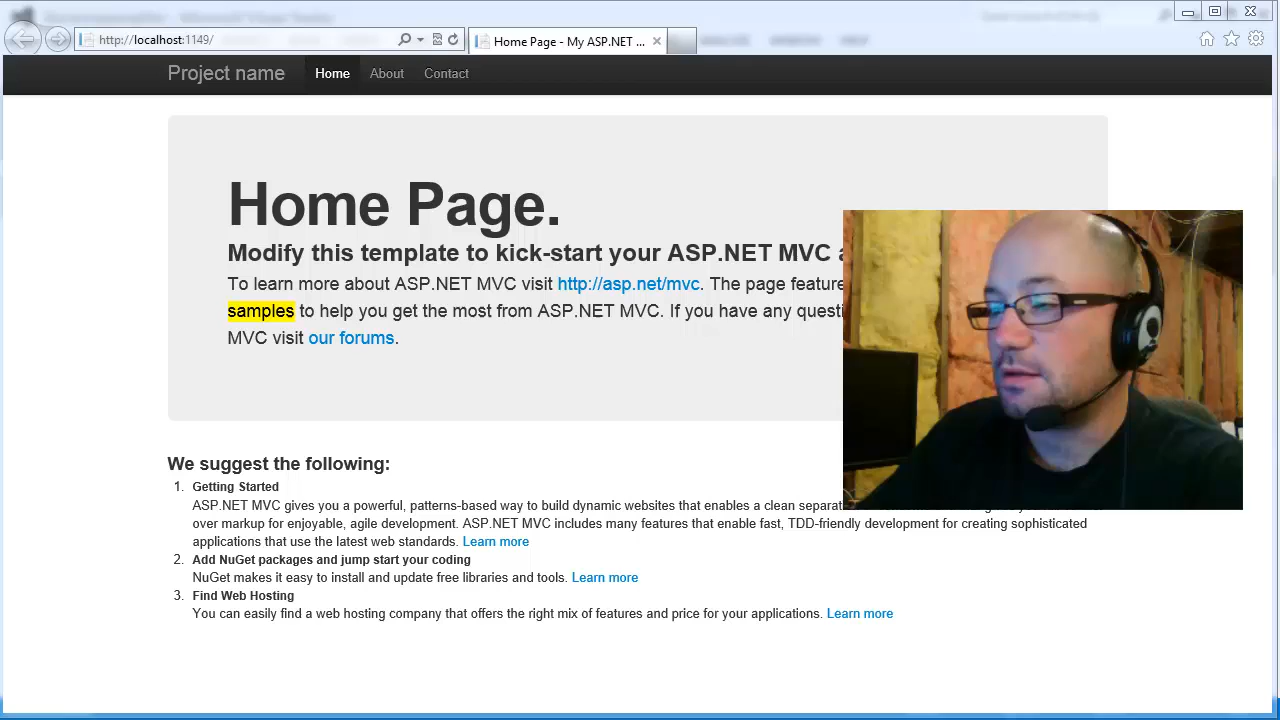 http://localhost:1149/
Home Page - My ASP.NET ...
Project name
Home
About
Contact
Home Page.
Modify this template to kick-start your ASP.NET MVC
To learn more about ASP.NET MVC visit http://asp.net/mvc. The page
samples to help you get the most from ASP.NET MVC. If you have any
MVC visit our forums.
We suggest the following:
1. Getting Started
ASP.NET MVC gives you a powerful, patterns-based way to build dynamic websites that enables a clean
over markup for enjoyable, agile development. ASP.NET MVC includes many features that enable fast, TDD-friendly development for creating sophisticated
applications that use the latest web standards. Learn more
2. Add NuGet packages and jump start your coding
NuGet makes it easy to install and update free libraries and tools. Learn more
3. Find Web Hosting
You can easily find a web hosting company that offers the right mix of features and price for your applications. Learn more